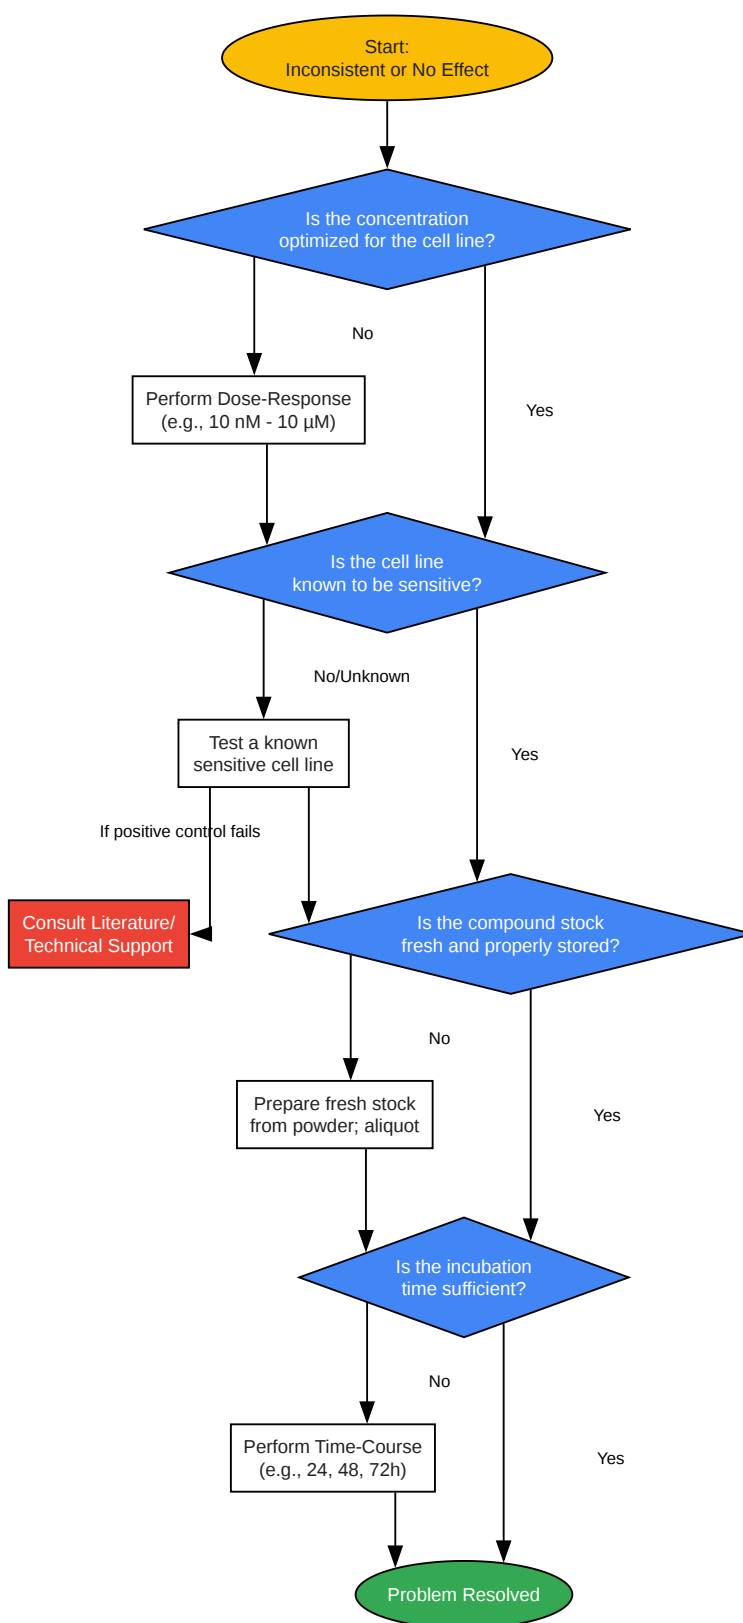 Start:
Inconsistent or No Effect
Is the concentration
optimized for the cell line?
No
Perform Dose-Response
(e.g., 10 nM - 10 µM)
Yes
Is the cell line
known to be sensitive?
No/Unknown
Test a known
sensitive cell line
Yes
If positive control fails
Consult Literature/
Technical Support
Is the compound stock
fresh and properly stored?
No
Prepare fresh stock
from powder; aliquot
Yes
Is the incubation
time sufficient?
No
Perform Time-Course
(e.g., 24, 48, 72h)
Yes
Problem Resolved